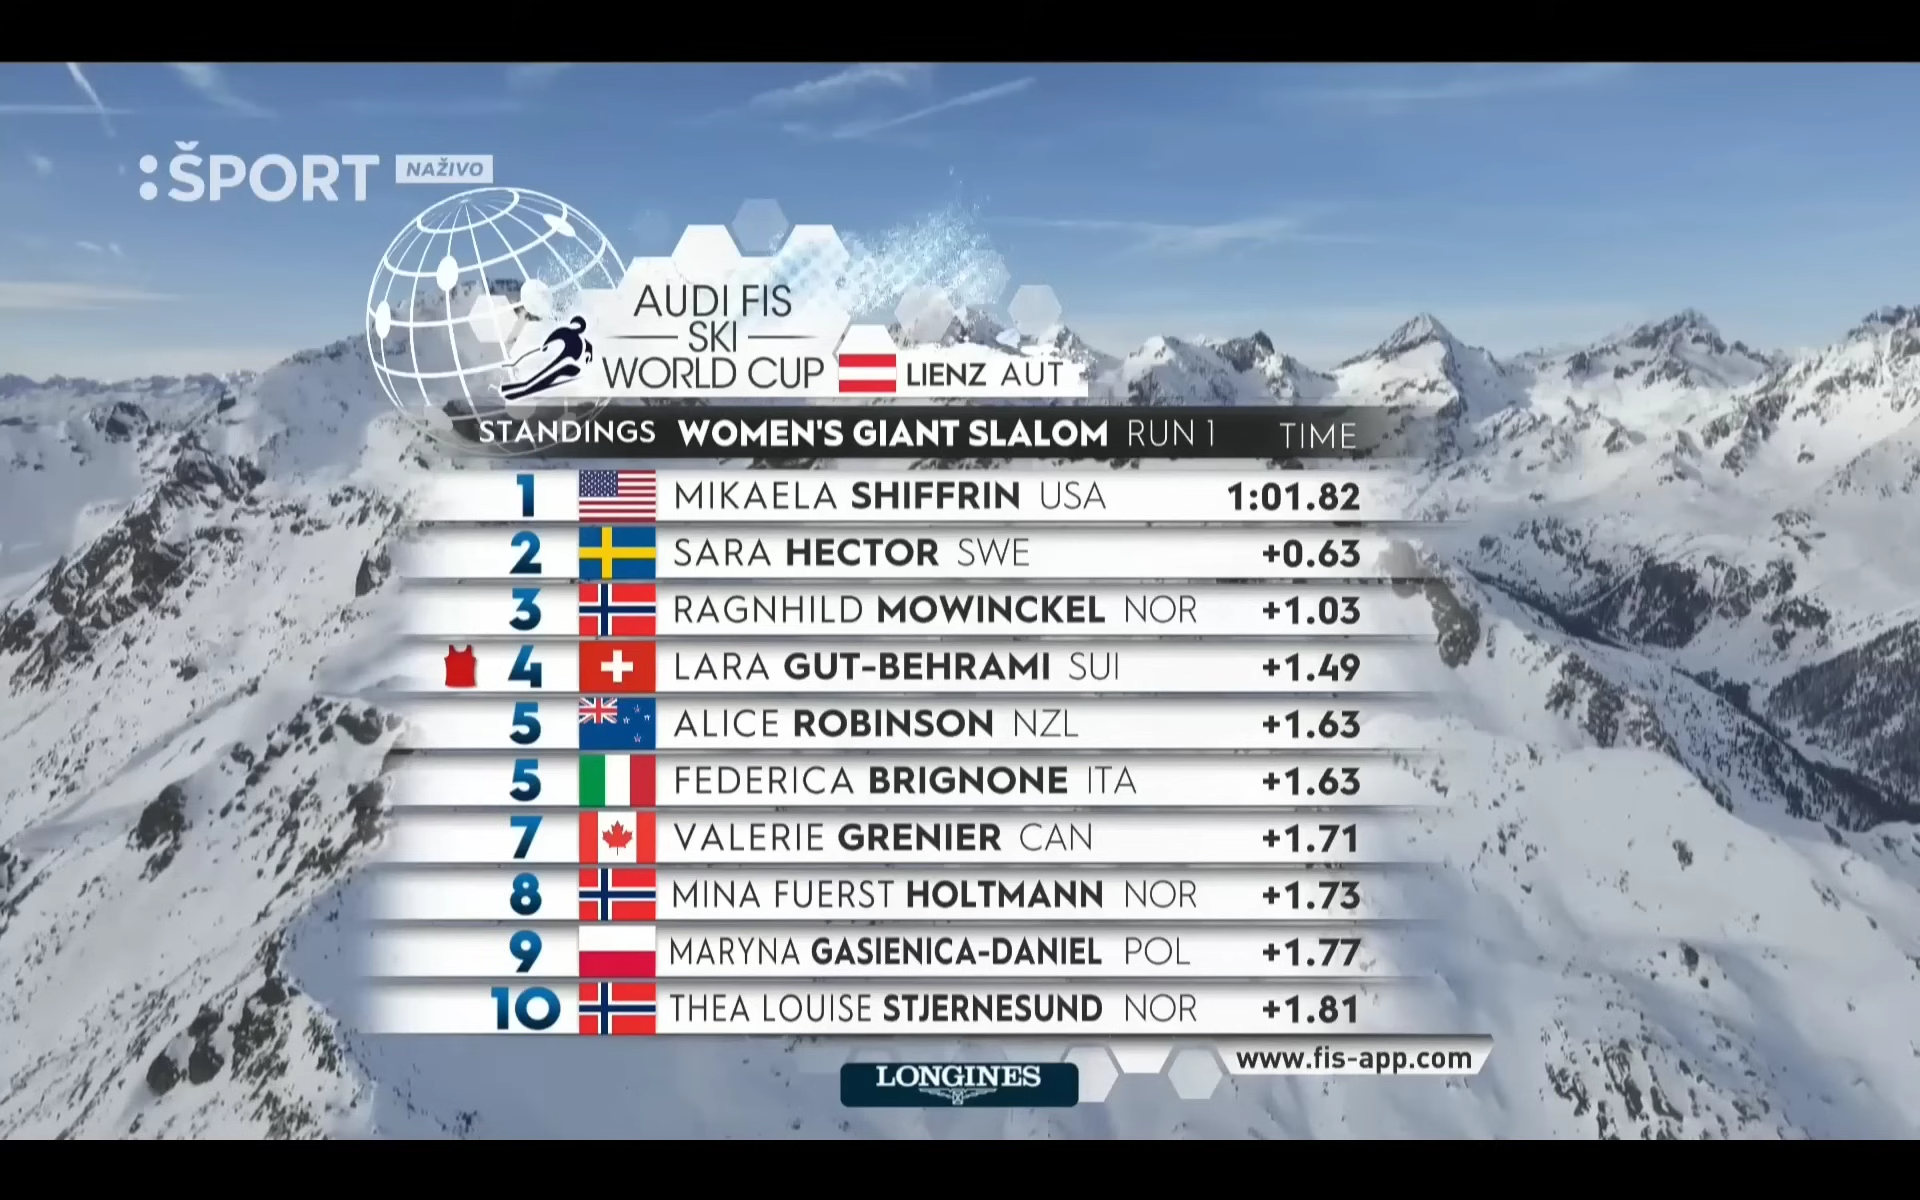 :ŠPORT NAŽIVO
AUDI FIS
SKI
WORLD CUP LIENZ AUT
STANDINGS WOMEN'S GIANT SLALOM RUN 1 TIME
1 MIKAELA SHIFFRIN USA 1:01.82
2 SARA HECTOR SWE +0.63
3 RAGNHILD MOWINCKEL NOR +1.03
4 LARA GUT-BEHRAMI SUI +1.49
5 ALICE ROBINSON NZL +1.63
5 FEDERICA BRIGNONE ITA +1.63
7 VALERIE GRENIER CAN +1.71
8 MINA FUERST HOLTMANN NOR +1.73
9 MARYNA GASIENICA-DANIEL POL +1.77
10 THEA LOUISE STJERNESUND NOR +1.81
www.fis-app.com
LONGINES